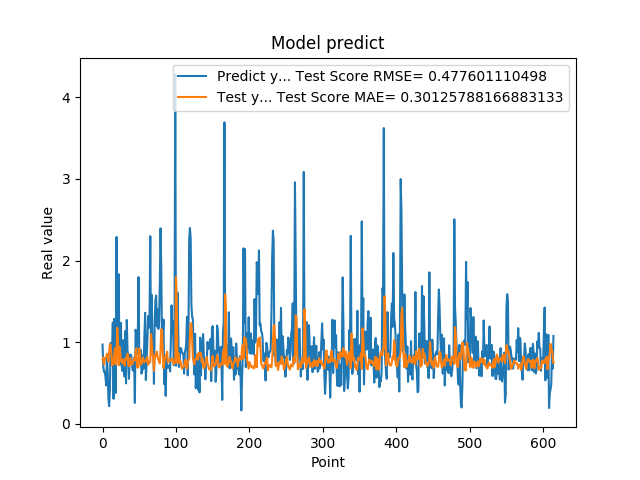 Model predict
Predict y... Test Score RMSE= 0.477601110498
Test y... Test Score MAE= 0.30125788166883133
Real value
4
3
2
1
0
0 100 200 300 400 500 600
Point